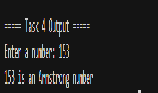 ===== Task 4 Output =====
Enter a number: 153
153 is an Armstrong number